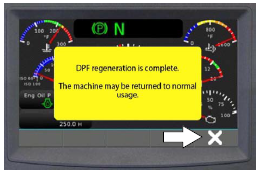 N
DPF regeneration is complete.
The machine may be returned to normal
usage.
Eng Oil P
250.0 M